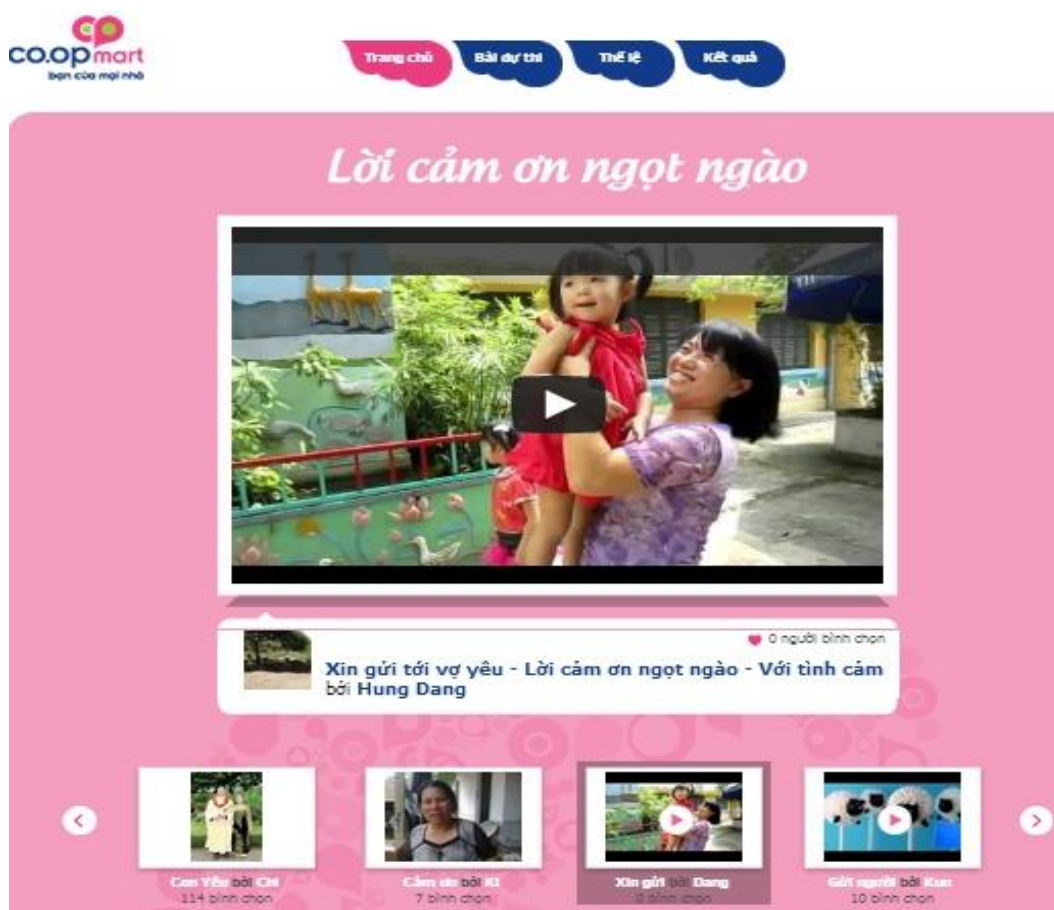 co.opmart
bạn của mọi nhà
Trang chủ
Bài dự thi
Thể lệ
Kết quả
Lời cảm ơn ngọt ngào
0 người bình chọn
Xin gửi tới vợ yêu - Lời cảm ơn ngọt ngào - Với tình cảm
bởi Hung Dang
Con Yêu bởi Chi
114 bình chọn
Cảm ơn bởi Ki
7 bình chọn
Xin gửi bởi Dang
0 bình chọn
Gửi người bởi Kun
10 bình chọn